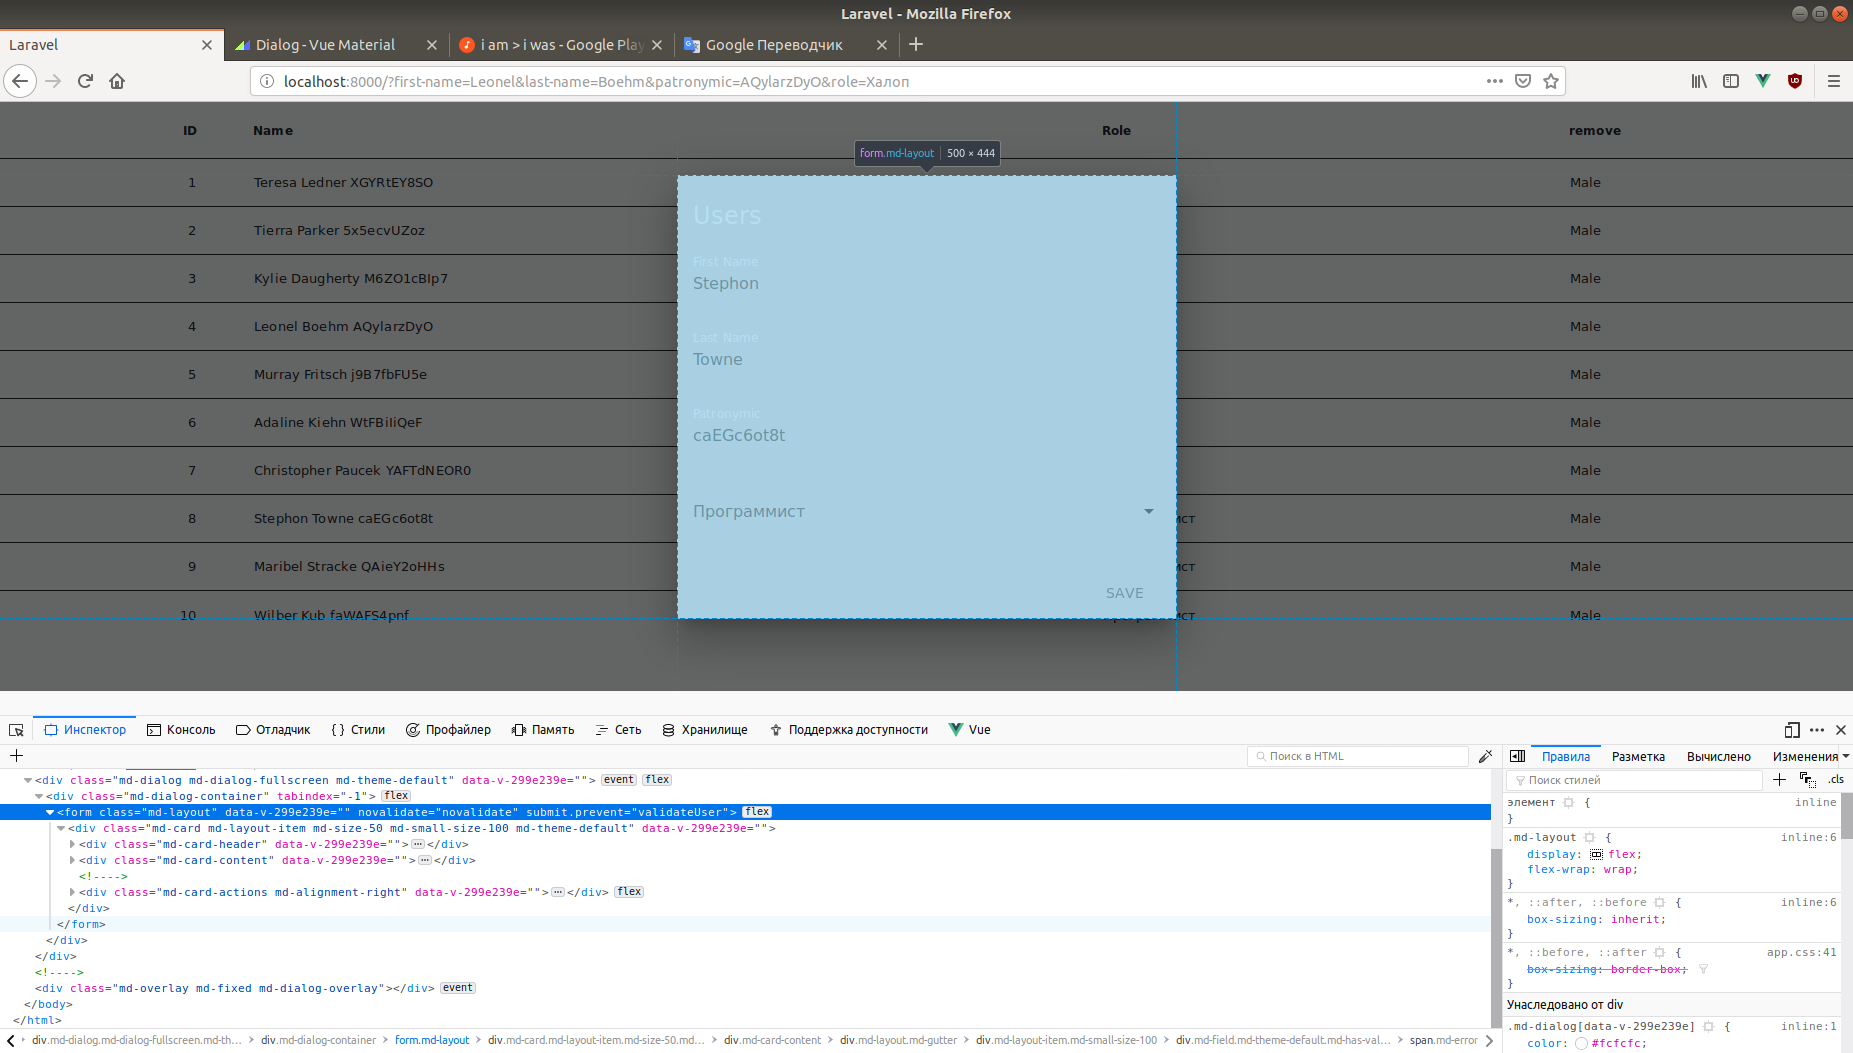 Laravel - Mozilla Firefox
Laravel
Dialog - Vue Material
i am > i was - Google Play
Google Переводчик
localhost:8000/?first-name=Leonel&last-name=Boehm&patronymic=AQylarzDyO&role=Халоп
ID Name Role remove
form.md-layout 500 × 444
1 Teresa Ledner XGYRtEY8SO Male
2 Tierra Parker 5x5ecvUZoz Male
3 Kylie Daugherty M6ZO1cBIp7 Male
4 Leonel Boehm AQylarzDyO Male
5 Murray Fritsch j9B7fbFU5e Male
6 Adaline Kiehn WtFBiIiQeF Male
7 Christopher Paucek YAFTdNEOR0 Male
8 Stephon Towne caEGc6ot8t ист Male
9 Maribel Stracke QAieY2oHHs ист Male
10 Wilber Kub faWAFS4pnf ист Male
Users
First Name
Stephon
Last Name
Towne
Patronymic
caEGc6ot8t
Программист
SAVE
Инспектор Консоль Отладчик Стили Профайлер Память Сеть Хранилище Поддержка доступности Vue
Поиск в HTML
<div class="md-dialog md-dialog-fullscreen md-theme-default" data-v-299e239e=""> event flex
<div class="md-dialog-container" tabindex="-1"> flex
<form class="md-layout" data-v-299e239e="" novalidate="novalidate" submit.prevent="validateUser"> flex
<div class="md-card md-layout-item md-size-50 md-small-size-100 md-theme-default" data-v-299e239e="">
<div class="md-card-header" data-v-299e239e="">⋯</div>
<div class="md-card-content" data-v-299e239e="">⋯</div>
<!---->
<div class="md-card-actions md-alignment-right" data-v-299e239e="">⋯</div> flex
</div>
</form>
</div>
</div>
<!---->
<div class="md-overlay md-fixed md-dialog-overlay"></div> event
</body>
</html>
div.md-dialog.md-dialog-fullscreen.md-th… div.md-dialog-container form.md-layout div.md-card.md-layout-item.md-size-50.md… div.md-card-content div.md-layout.md-gutter div.md-layout-item.md-small-size-100 div.md-field.md-theme-default.md-has-val… span.md-error
Правила Разметка Вычислено Изменения
Поиск стилей .cls
элемент { inline
}
.md-layout { inline:6
display: flex;
flex-wrap: wrap;
}
*, ::after, ::before { inline:6
box-sizing: inherit;
}
*, ::before, ::after { app.css:41
box-sizing: border-box;
}
Унаследовано от div
.md-dialog[data-v-299e239e] { inline:1
color: #fcfcfc;